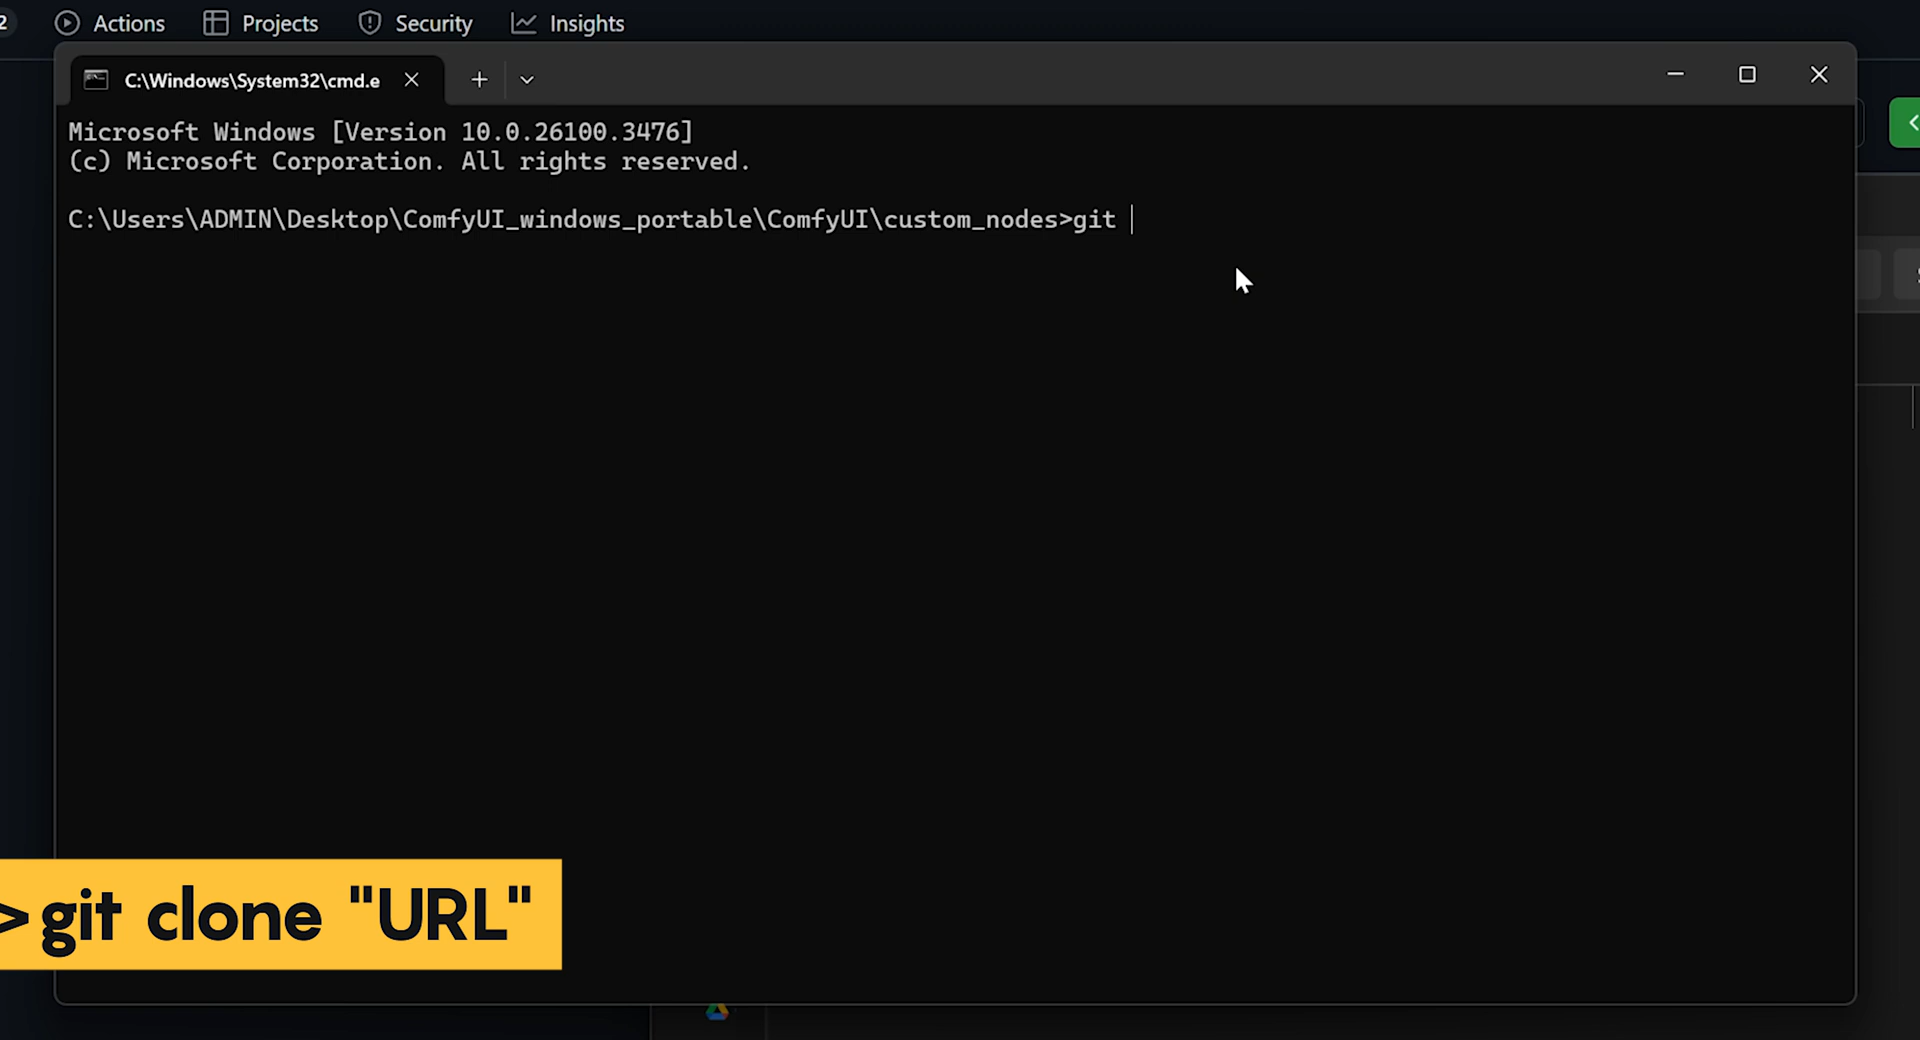 2
Actions
Projects
Security
Insights
C:\Windows\System32\cmd.e
Microsoft Windows [Version 10.0.26100.3476]
(c) Microsoft Corporation. All rights reserved.
C:\Users\ADMIN\Desktop\ComfyUI_windows_portable\ComfyUI\custom_nodes>git
>git clone "URL"